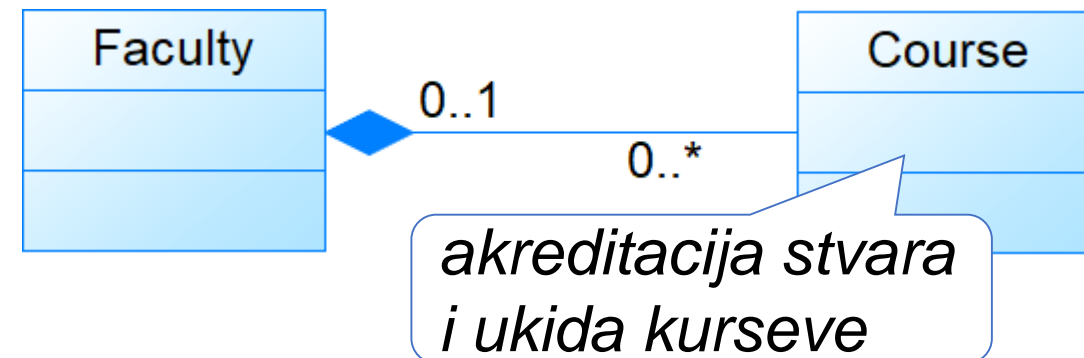 Faculty
Course
0..1
0..*
akreditacija stvara
i ukida kurseve